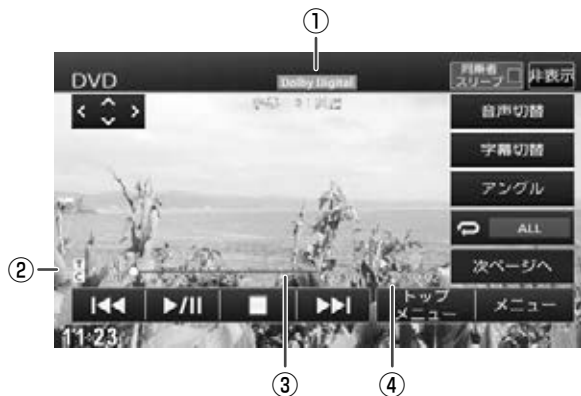 ①
DVD
Dolby Digital
同乗者
スリープ
非表示
音声切替
字幕切替
アングル
ALL
次ページへ
②
T
C
トップ
メニュー
メニュー
11:23
③
④